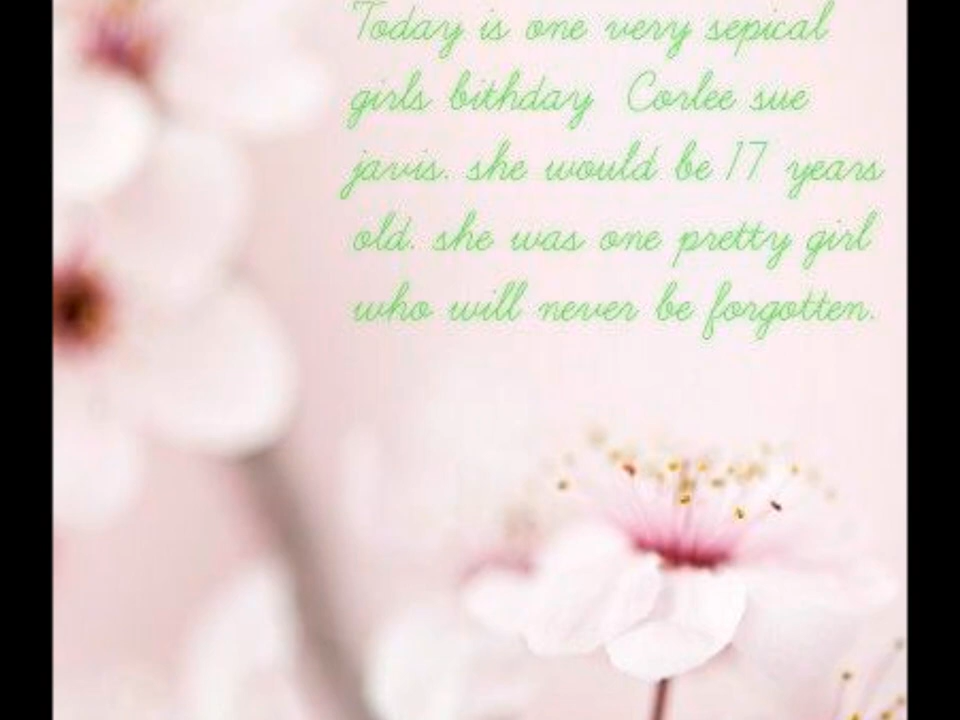 Today is one very sepical
girls bithday Corlee sue
jarvis. she would be 17 years
old. she was one pretty girl
who will never be forgotten.